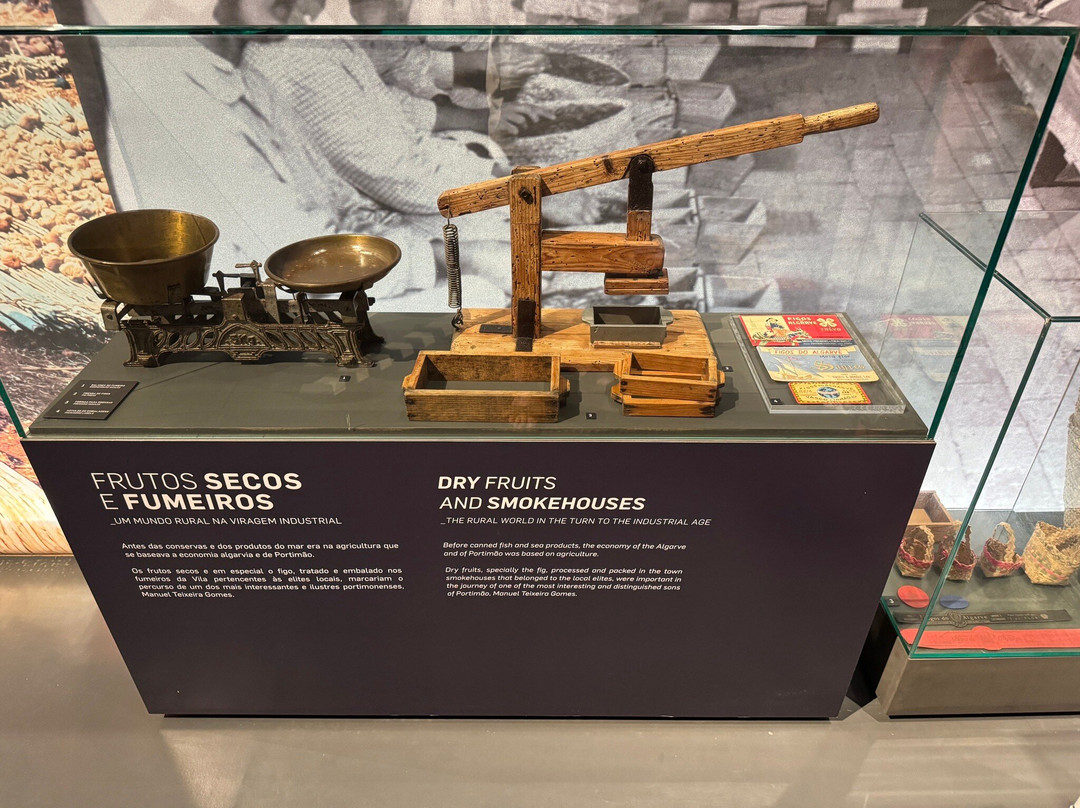 FIGOS
ALGARVE
FIGOS DO ALGARVE
FRUTOS SECOS
E FUMEIROS
_UM MUNDO RURAL NA VIRAGEM INDUSTRIAL
Antes das conservas e dos produtos do mar era na agricultura que
se baseava a economia algarvia e de Portimão.
Os frutos secos e em especial o figo, tratado e embalado nos
fumeiros da Vila pertencentes às elites locais, marcariam o
percurso de um dos mais interessantes e ilustres portimonenses,
Manuel Teixeira Gomes.
DRY FRUITS
AND SMOKEHOUSES
_THE RURAL WORLD IN THE TURN TO THE INDUSTRIAL AGE
Before canned fish and sea products, the economy of the Algarve
and of Portimão was based on agriculture.
Dry fruits, specially the fig, processed and packed in the town
smokehouses that belonged to the local elites, were important in
the journey of one of the most interesting and distinguished sons
of Portimão, Manuel Teixeira Gomes.